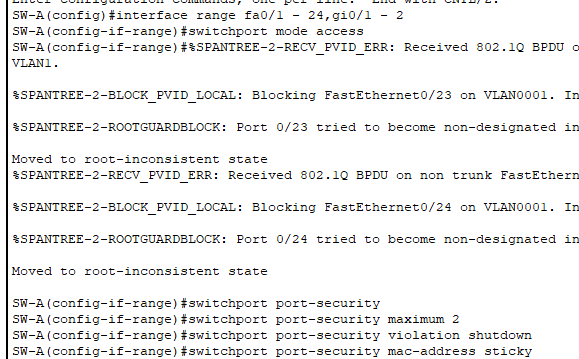 Enter configuration commands, one per line. End with CNTL/Z.
SW-A(config)#interface range fa0/1 - 24,gi0/1 - 2
SW-A(config-if-range)#switchport mode access
SW-A(config-if-range)#%SPANTREE-2-RECV_PVID_ERR: Received 802.1Q BPDU o
VLAN1.
%SPANTREE-2-BLOCK_PVID_LOCAL: Blocking FastEthernet0/23 on VLAN0001. In
%SPANTREE-2-ROOTGUARDBLOCK: Port 0/23 tried to become non-designated in
Moved to root-inconsistent state
%SPANTREE-2-RECV_PVID_ERR: Received 802.1Q BPDU on non trunk FastEthern
%SPANTREE-2-BLOCK_PVID_LOCAL: Blocking FastEthernet0/24 on VLAN0001. In
%SPANTREE-2-ROOTGUARDBLOCK: Port 0/24 tried to become non-designated in
Moved to root-inconsistent state
SW-A(config-if-range)#switchport port-security
SW-A(config-if-range)#switchport port-security maximum 2
SW-A(config-if-range)#switchport port-security violation shutdown
SW-A(config-if-range)#switchport port-security mac-address sticky